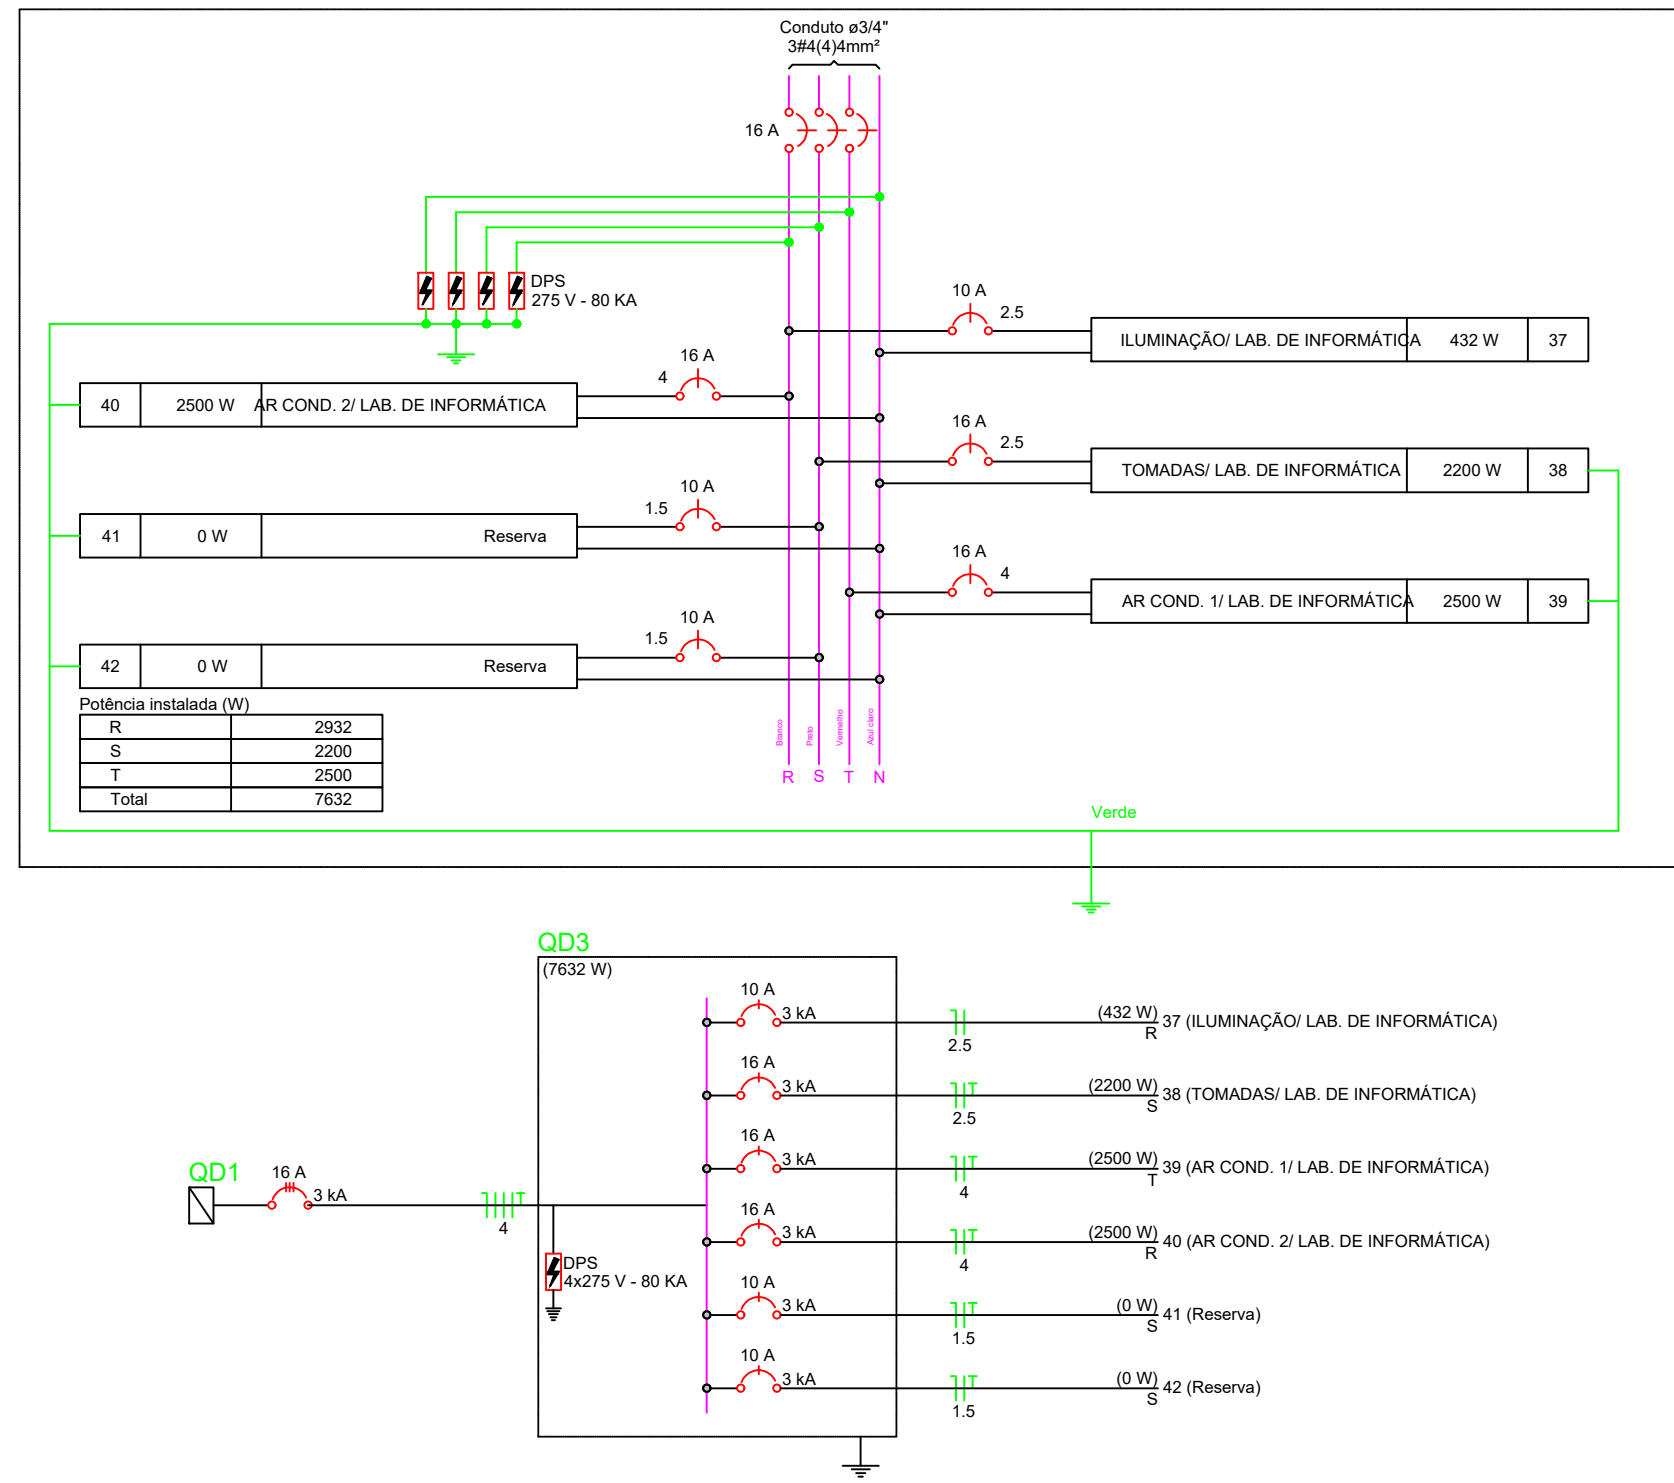 Conduto ø3/4"
3#4(4)4mm²
16 A
DPS
275 V - 80 KA
10 A
2.5
ILUMINAÇÃO/ LAB. DE INFORMÁTICA 432 W 37
16 A
4
40 2500 W AR COND. 2/ LAB. DE INFORMÁTICA
16 A
2.5
TOMADAS/ LAB. DE INFORMÁTICA 2200 W 38
10 A
1.5
41 0 W Reserva
16 A
4
AR COND. 1/ LAB. DE INFORMÁTICA 2500 W 39
10 A
1.5
42 0 W Reserva
Potência instalada (W)
R 2932
S 2200
T 2500
Total 7632
Branco Preto Vermelho Azul claro
R S T N
Verde
QD3
(7632 W)
10 A
3 kA
2.5
(432 W)
R
37 (ILUMINAÇÃO/ LAB. DE INFORMÁTICA)
16 A
3 kA
2.5
(2200 W)
S
38 (TOMADAS/ LAB. DE INFORMÁTICA)
16 A
3 kA
4
(2500 W)
T
39 (AR COND. 1/ LAB. DE INFORMÁTICA)
QD1
16 A
3 kA
4
T
16 A
3 kA
4
(2500 W)
R
40 (AR COND. 2/ LAB. DE INFORMÁTICA)
DPS
4x275 V - 80 KA
10 A
3 kA
1.5
(0 W)
S
41 (Reserva)
10 A
3 kA
1.5
(0 W)
S
42 (Reserva)